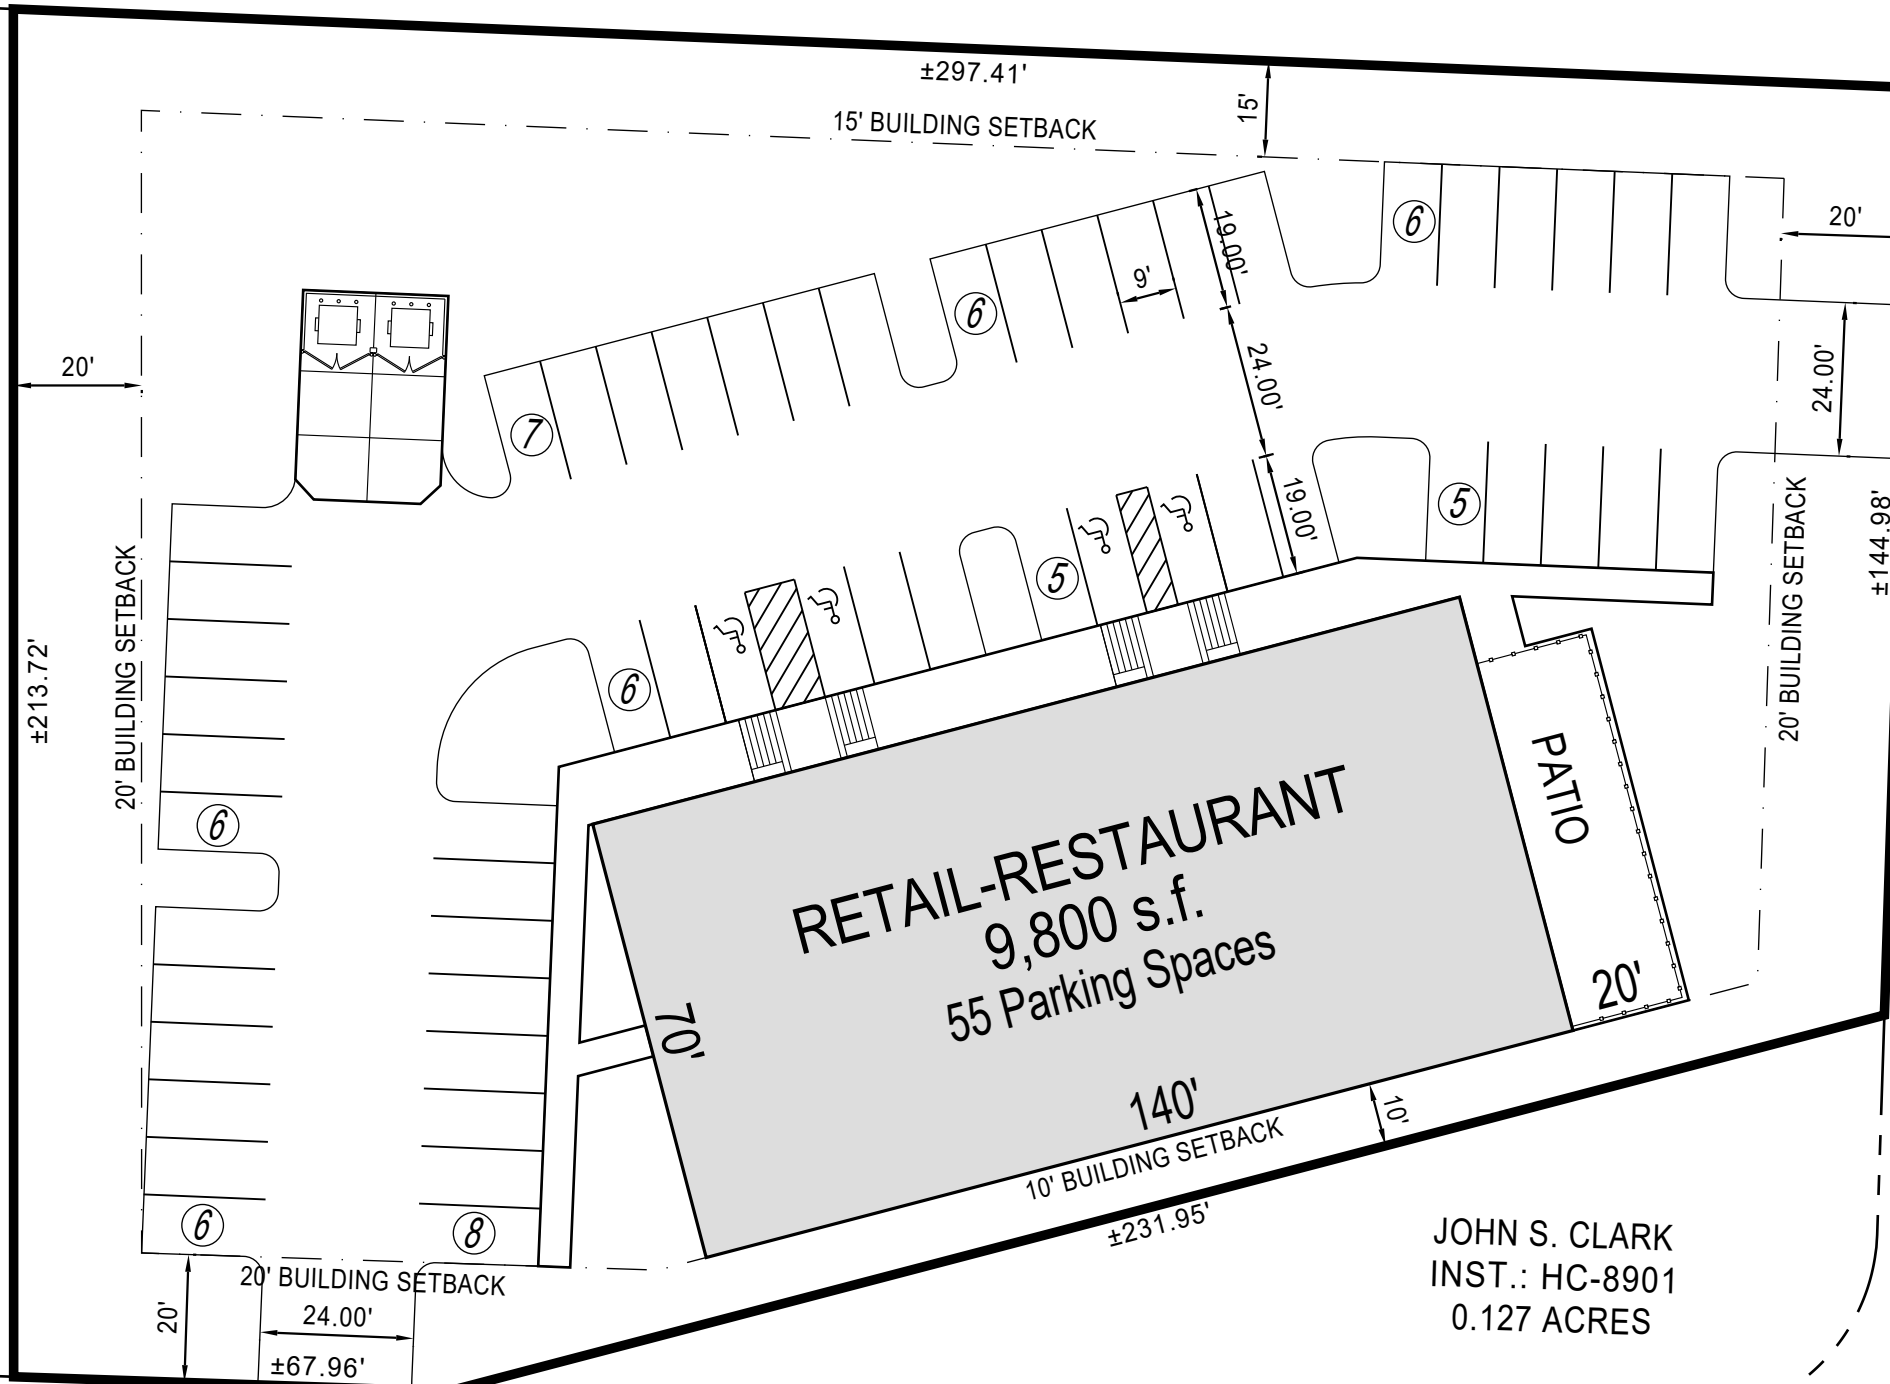 ±297.41'
15' BUILDING SETBACK
15'
6
20'
19.00'
9'
6
24.00'
24.00'
20'
7
5
19.00'
5
±144.98'
20' BUILDING SETBACK
20' BUILDING SETBACK
±213.72'
6
6
PATIO
RETAIL-RESTAURANT
9,800 s.f.
55 Parking Spaces
20'
70'
140'
10'
10' BUILDING SETBACK
±231.95'
6
8
20' BUILDING SETBACK
20'
24.00'
±67.96'
JOHN S. CLARK
INST.: HC-8901
0.127 ACRES